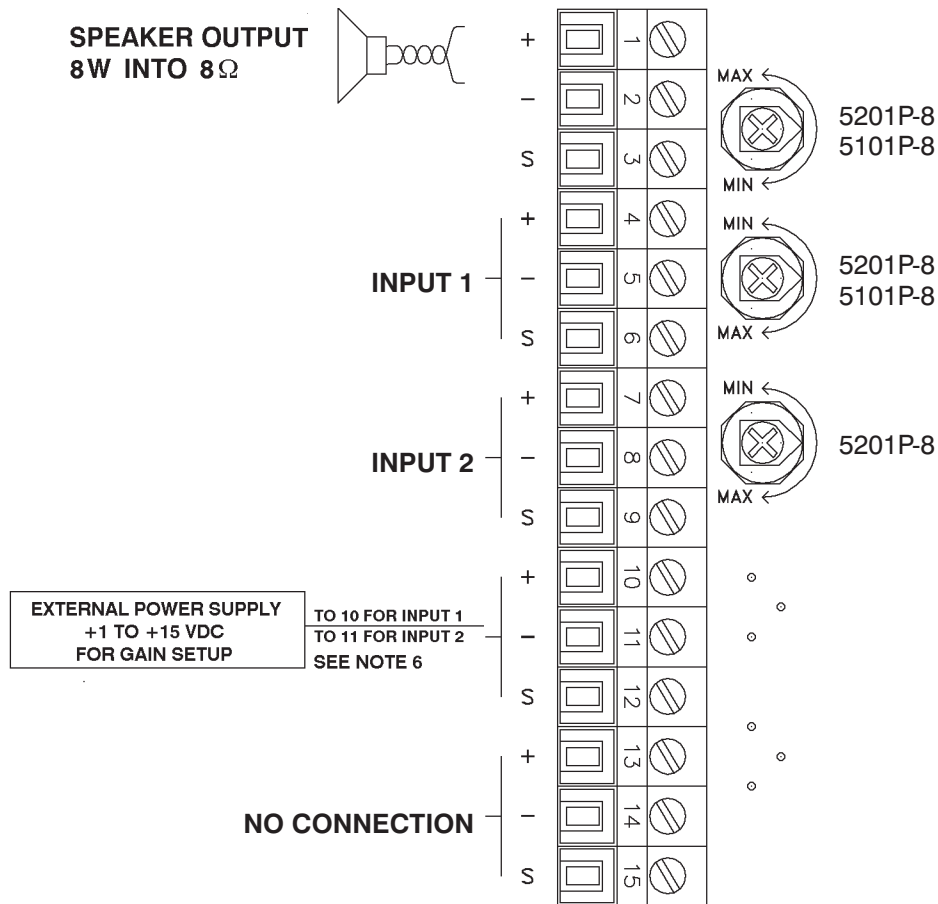 SPEAKER OUTPUT
8W INTO 8Ω
+ 1
− 2
S 3
MAX
MIN
5201P-8
5101P-8
INPUT 1
+ 4
− 5
S 6
MIN
MAX
5201P-8
5101P-8
INPUT 2
+ 7
− 8
S 9
MIN
MAX
5201P-8
EXTERNAL POWER SUPPLY
+1 TO +15 VDC
FOR GAIN SETUP
TO 10 FOR INPUT 1
TO 11 FOR INPUT 2
SEE NOTE 6
+ 10
− 11
S 12
NO CONNECTION
+ 13
− 14
S 15